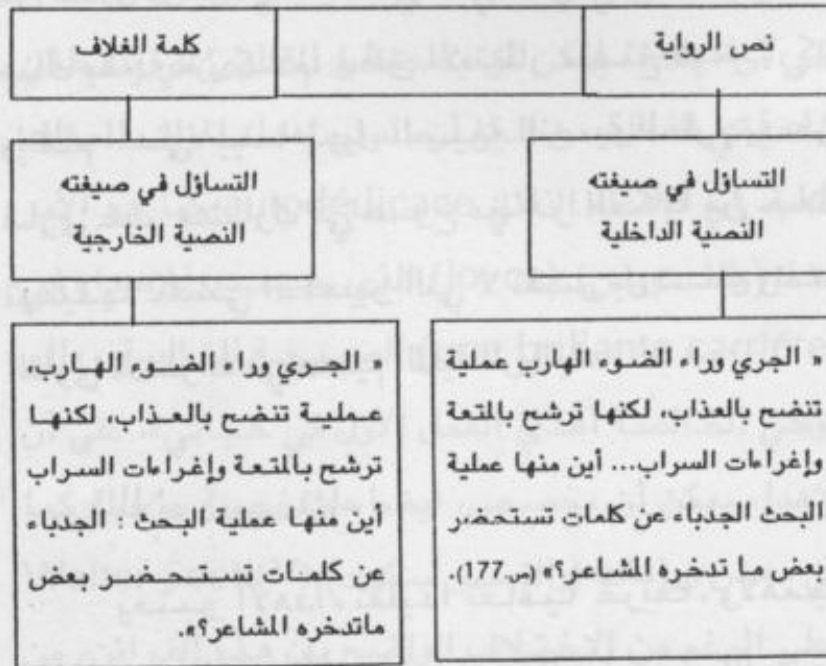 نص الرواية
كلمة الغلاف
التساؤل في صيغته
النصية الداخلية
التساؤل في صيغته
النصية الخارجية
« الجري وراء الضوء الهارب عملية
تنضح بالعذاب، لكنها ترشح بالمتعة
وإغراءات السراب... أين منها عملية
البحث الجدباء عن كلمات تستحضر
بعض ما تدخره المشاعر؟» (ص.177).
« الجري وراء الضوء الهارب،
عملية تنضح بالعذاب، لكنها
ترشح بالمتعة وإغراءات السراب
أين منها عملية البحث : الجدباء
عن كلمات تستحضر بعض
ماتدخره المشاعر؟».